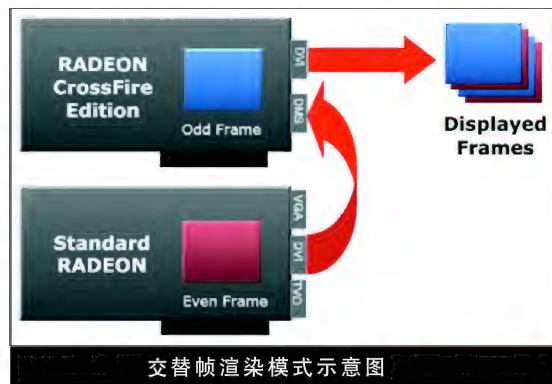 RADEON
CrossFire
Edition
Odd Frame
DVI
DMS
Displayed
Frames
Standard
RADEON
Even Frame
VGA
DVI
TVO
交替帧渲染模式示意图